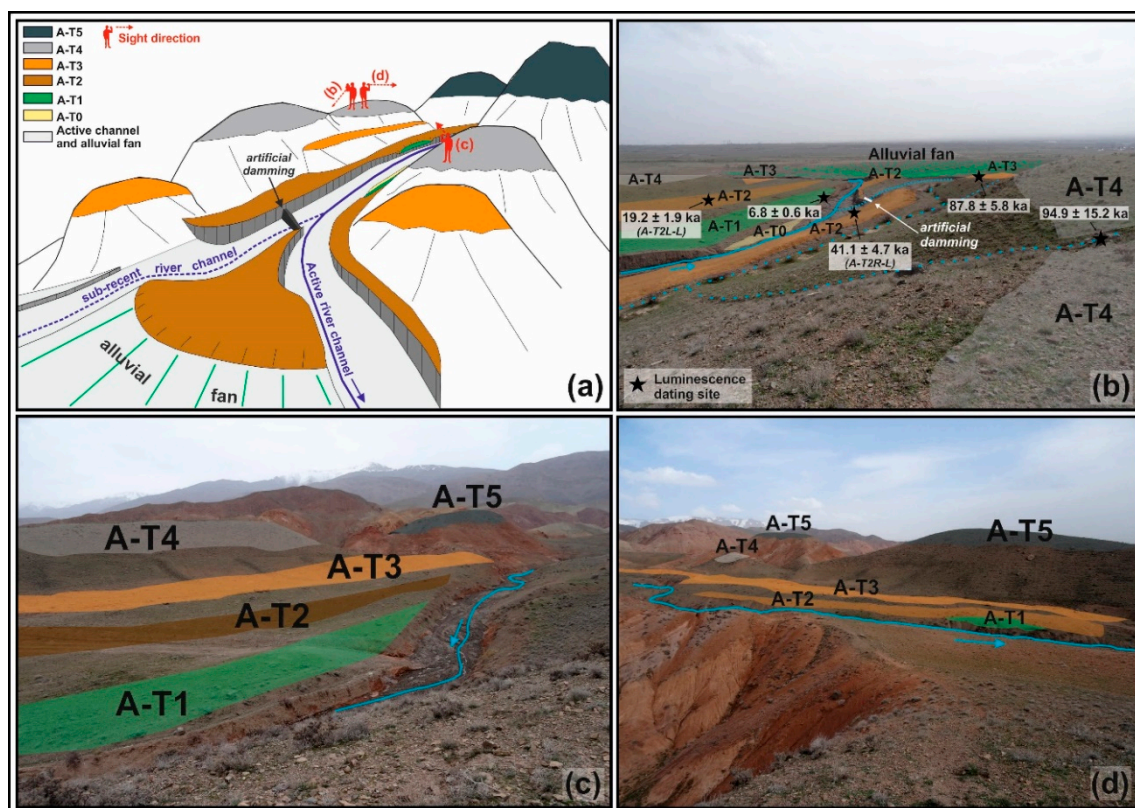 A-T5
A-T4
A-T3
A-T2
A-T1
A-T0
Active channel
and alluvial fan
Sight direction
(b)
(d)
(c)
artificial
damming
sub-recent river channel
Active river channel
alluvial
fan
(a)
Alluvial fan
A-T4
A-T3
A-T2
A-T3
A-T2
19.2 ± 1.9 ka
(A-T2L-L)
6.8 ± 0.6 ka
A-T1
A-T0
A-T2
87.8 ± 5.8 ka
A-T4
94.9 ± 15.2 ka
41.1 ± 4.7 ka
(A-T2R-L)
artificial
damming
A-T4
Luminescence
dating site
(b)
A-T5
A-T4
A-T3
A-T2
A-T1
(c)
A-T5
A-T5
A-T4
A-T3
A-T2
A-T1
(d)